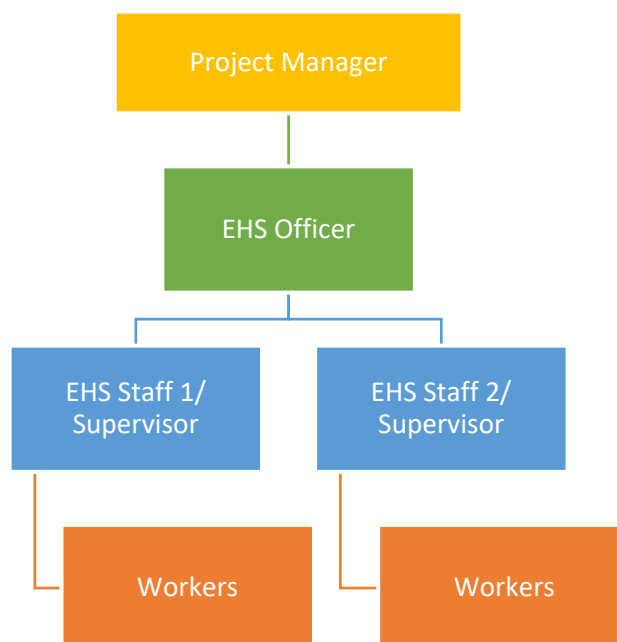 Project Manager
EHS Officer
EHS Staff 1/
Supervisor
EHS Staff 2/
Supervisor
Workers
Workers